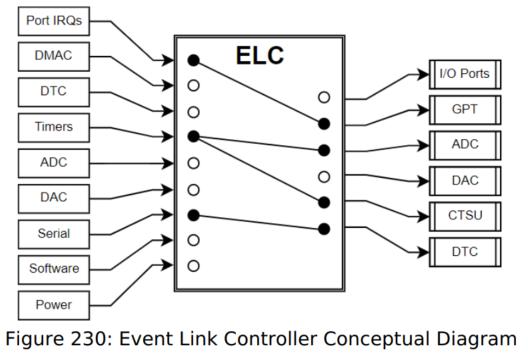 Port IRQs
DMAC
DTC
Timers
ADC
DAC
Serial
Software
Power
ELC
I/O Ports
GPT
ADC
DAC
CTSU
DTC
Figure 230: Event Link Controller Conceptual Diagram